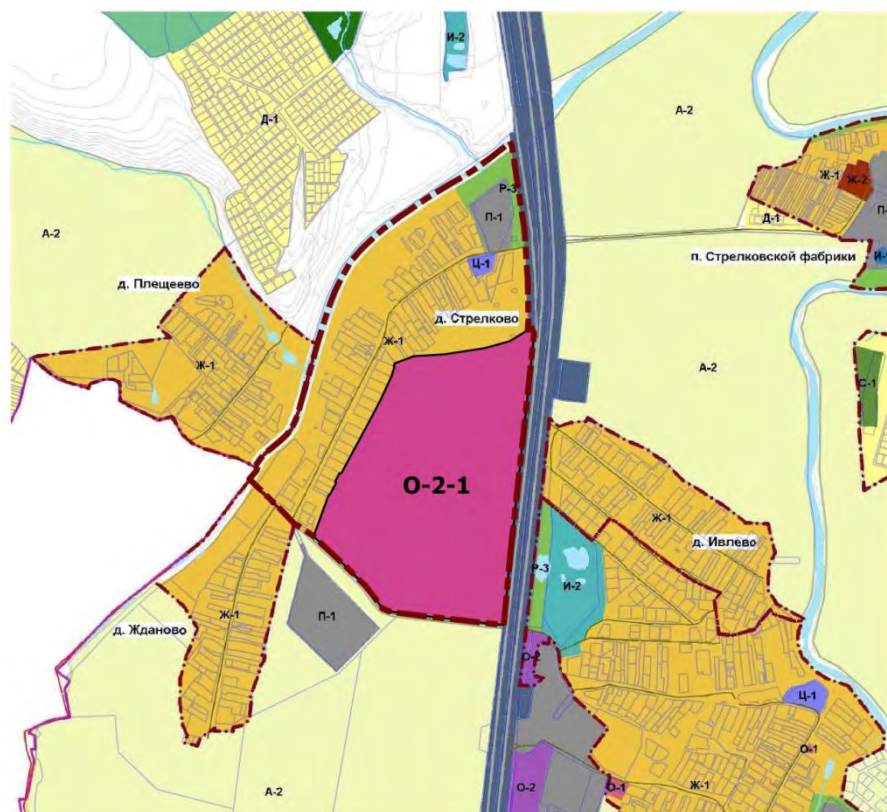 И-2
Д-1
А-2
Р-3
Ж-1
Ж-2
П-1
А-2
Д-1
Ц-1
п. Стрелковской фабрики
И-1
д. Плещеево
д. Стрелково
Ж-1
Ж-1
А-2
С-1
О-2-1
Ж-1
д. Ивлево
Р-3
И-2
Ж-1
П-1
д. Жданово
О-2
Ц-1
О-1
А-2
О-2
О-1
Ж-1